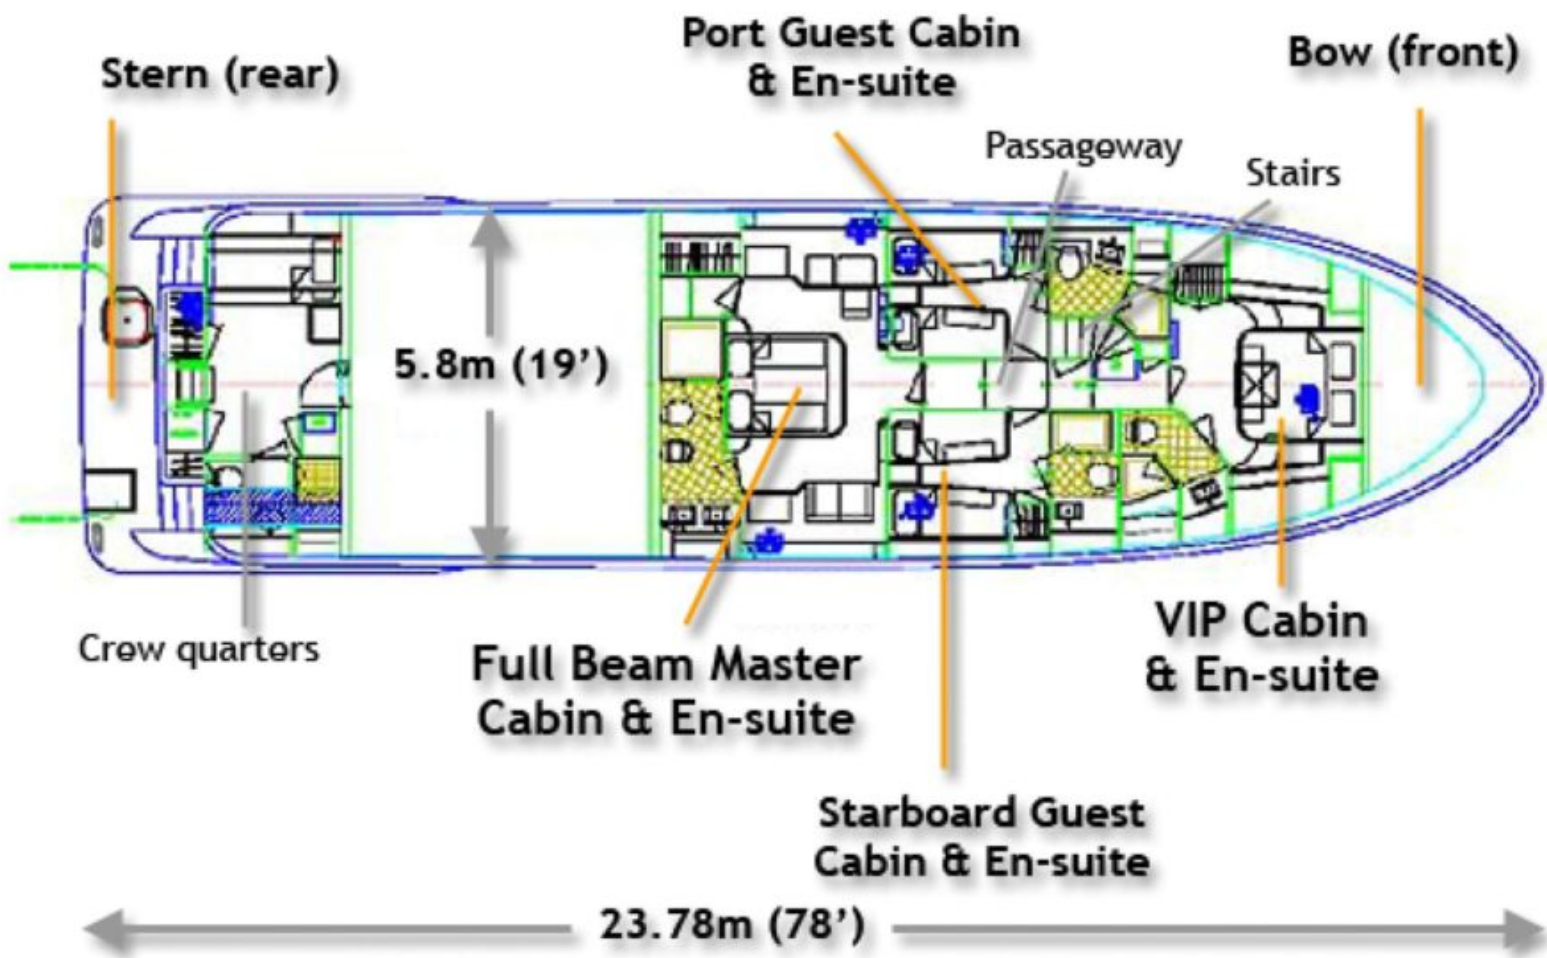 Port Guest Cabin
& En-suite
Bow (front)
Stern (rear)
Passageway
Stairs
5.8m (19’)
Crew quarters
Full Beam Master
Cabin & En-suite
VIP Cabin
& En-suite
Starboard Guest
Cabin & En-suite
23.78m (78’)